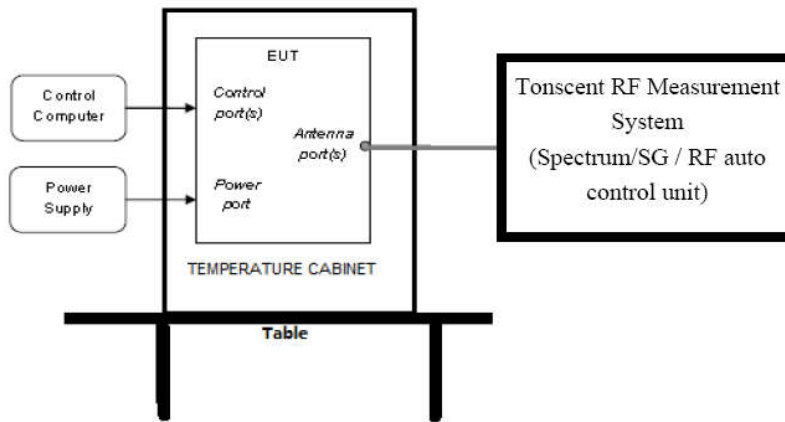 EUT
Control
port(s)
Antenna
port(s)
Power
port
Control
Computer
Power
Supply
TEMPERATURE CABINET
Table
Tonscent RF Measurement
System
(Spectrum/SG / RF auto
control unit)